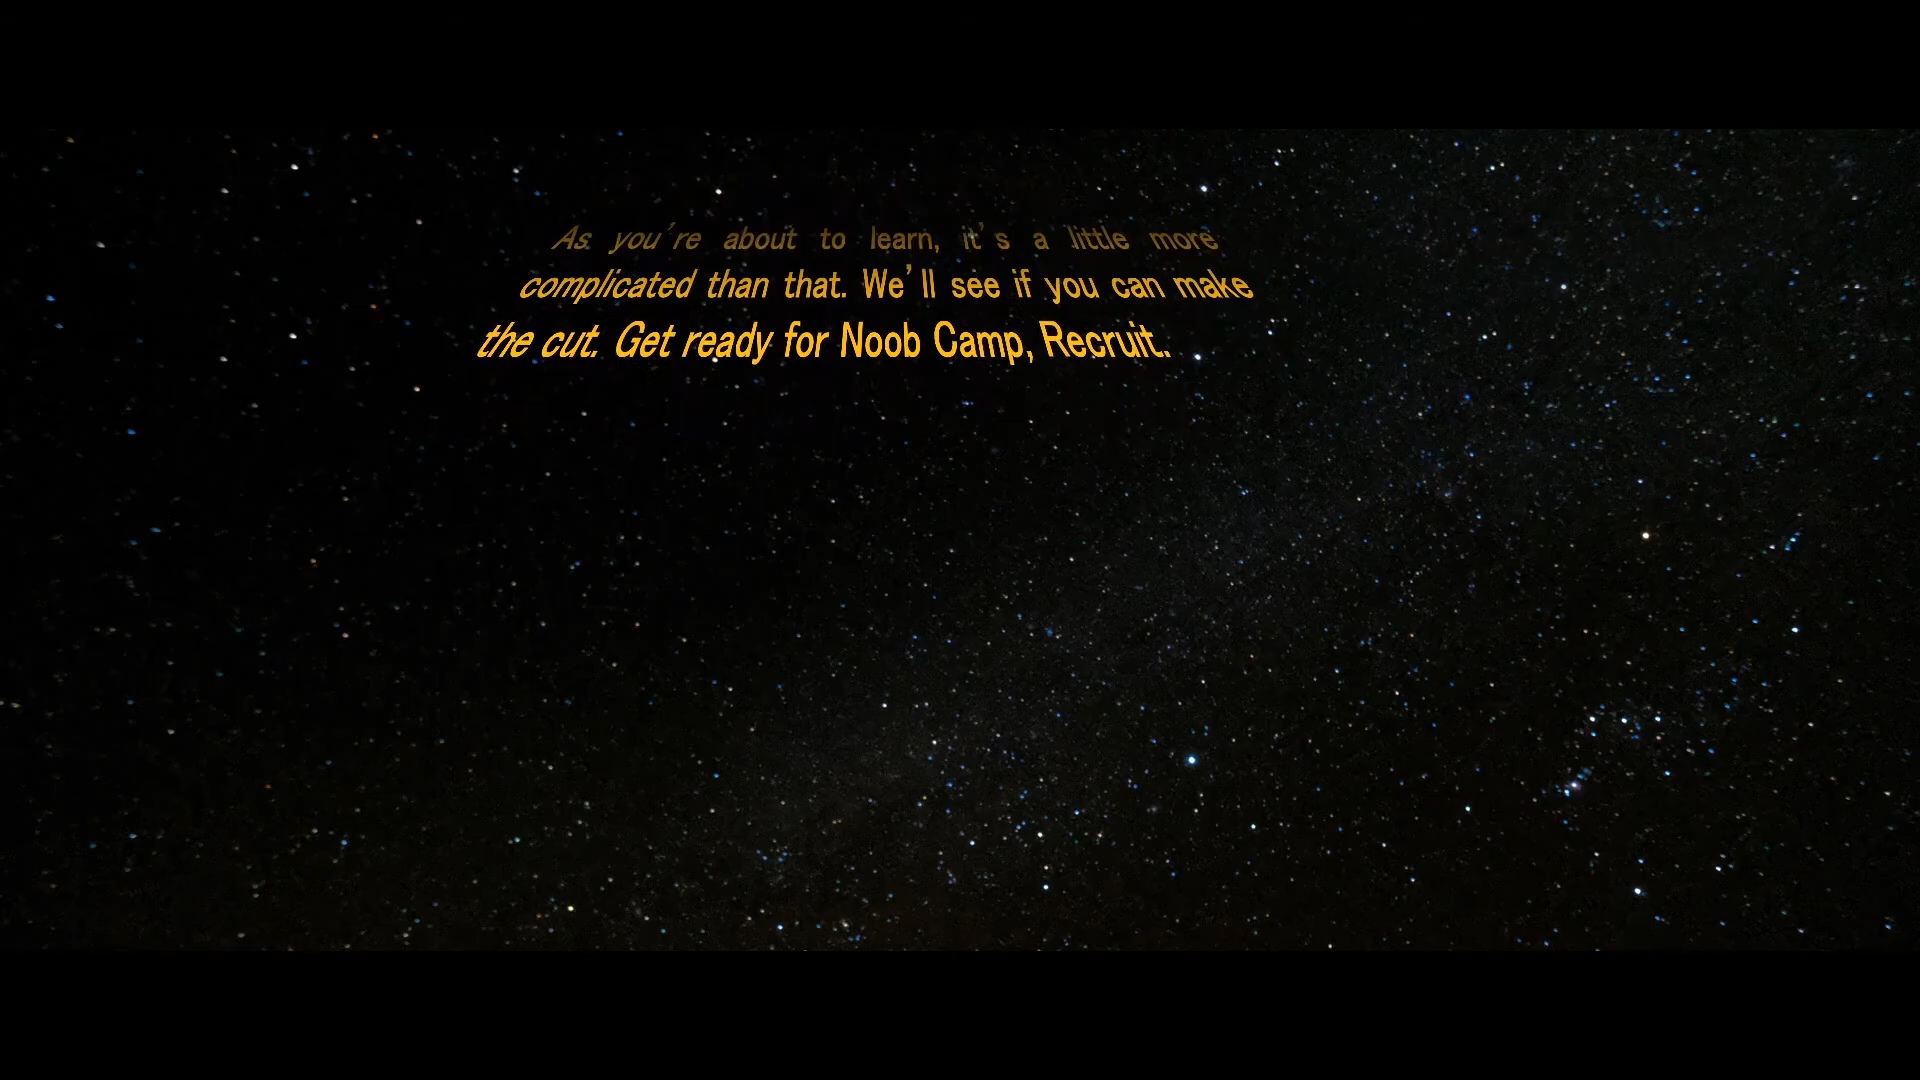 As you're about to learn, it's a little more
complicated than that. We'll see if you can make
the cut. Get ready for Noob Camp, Recruit.